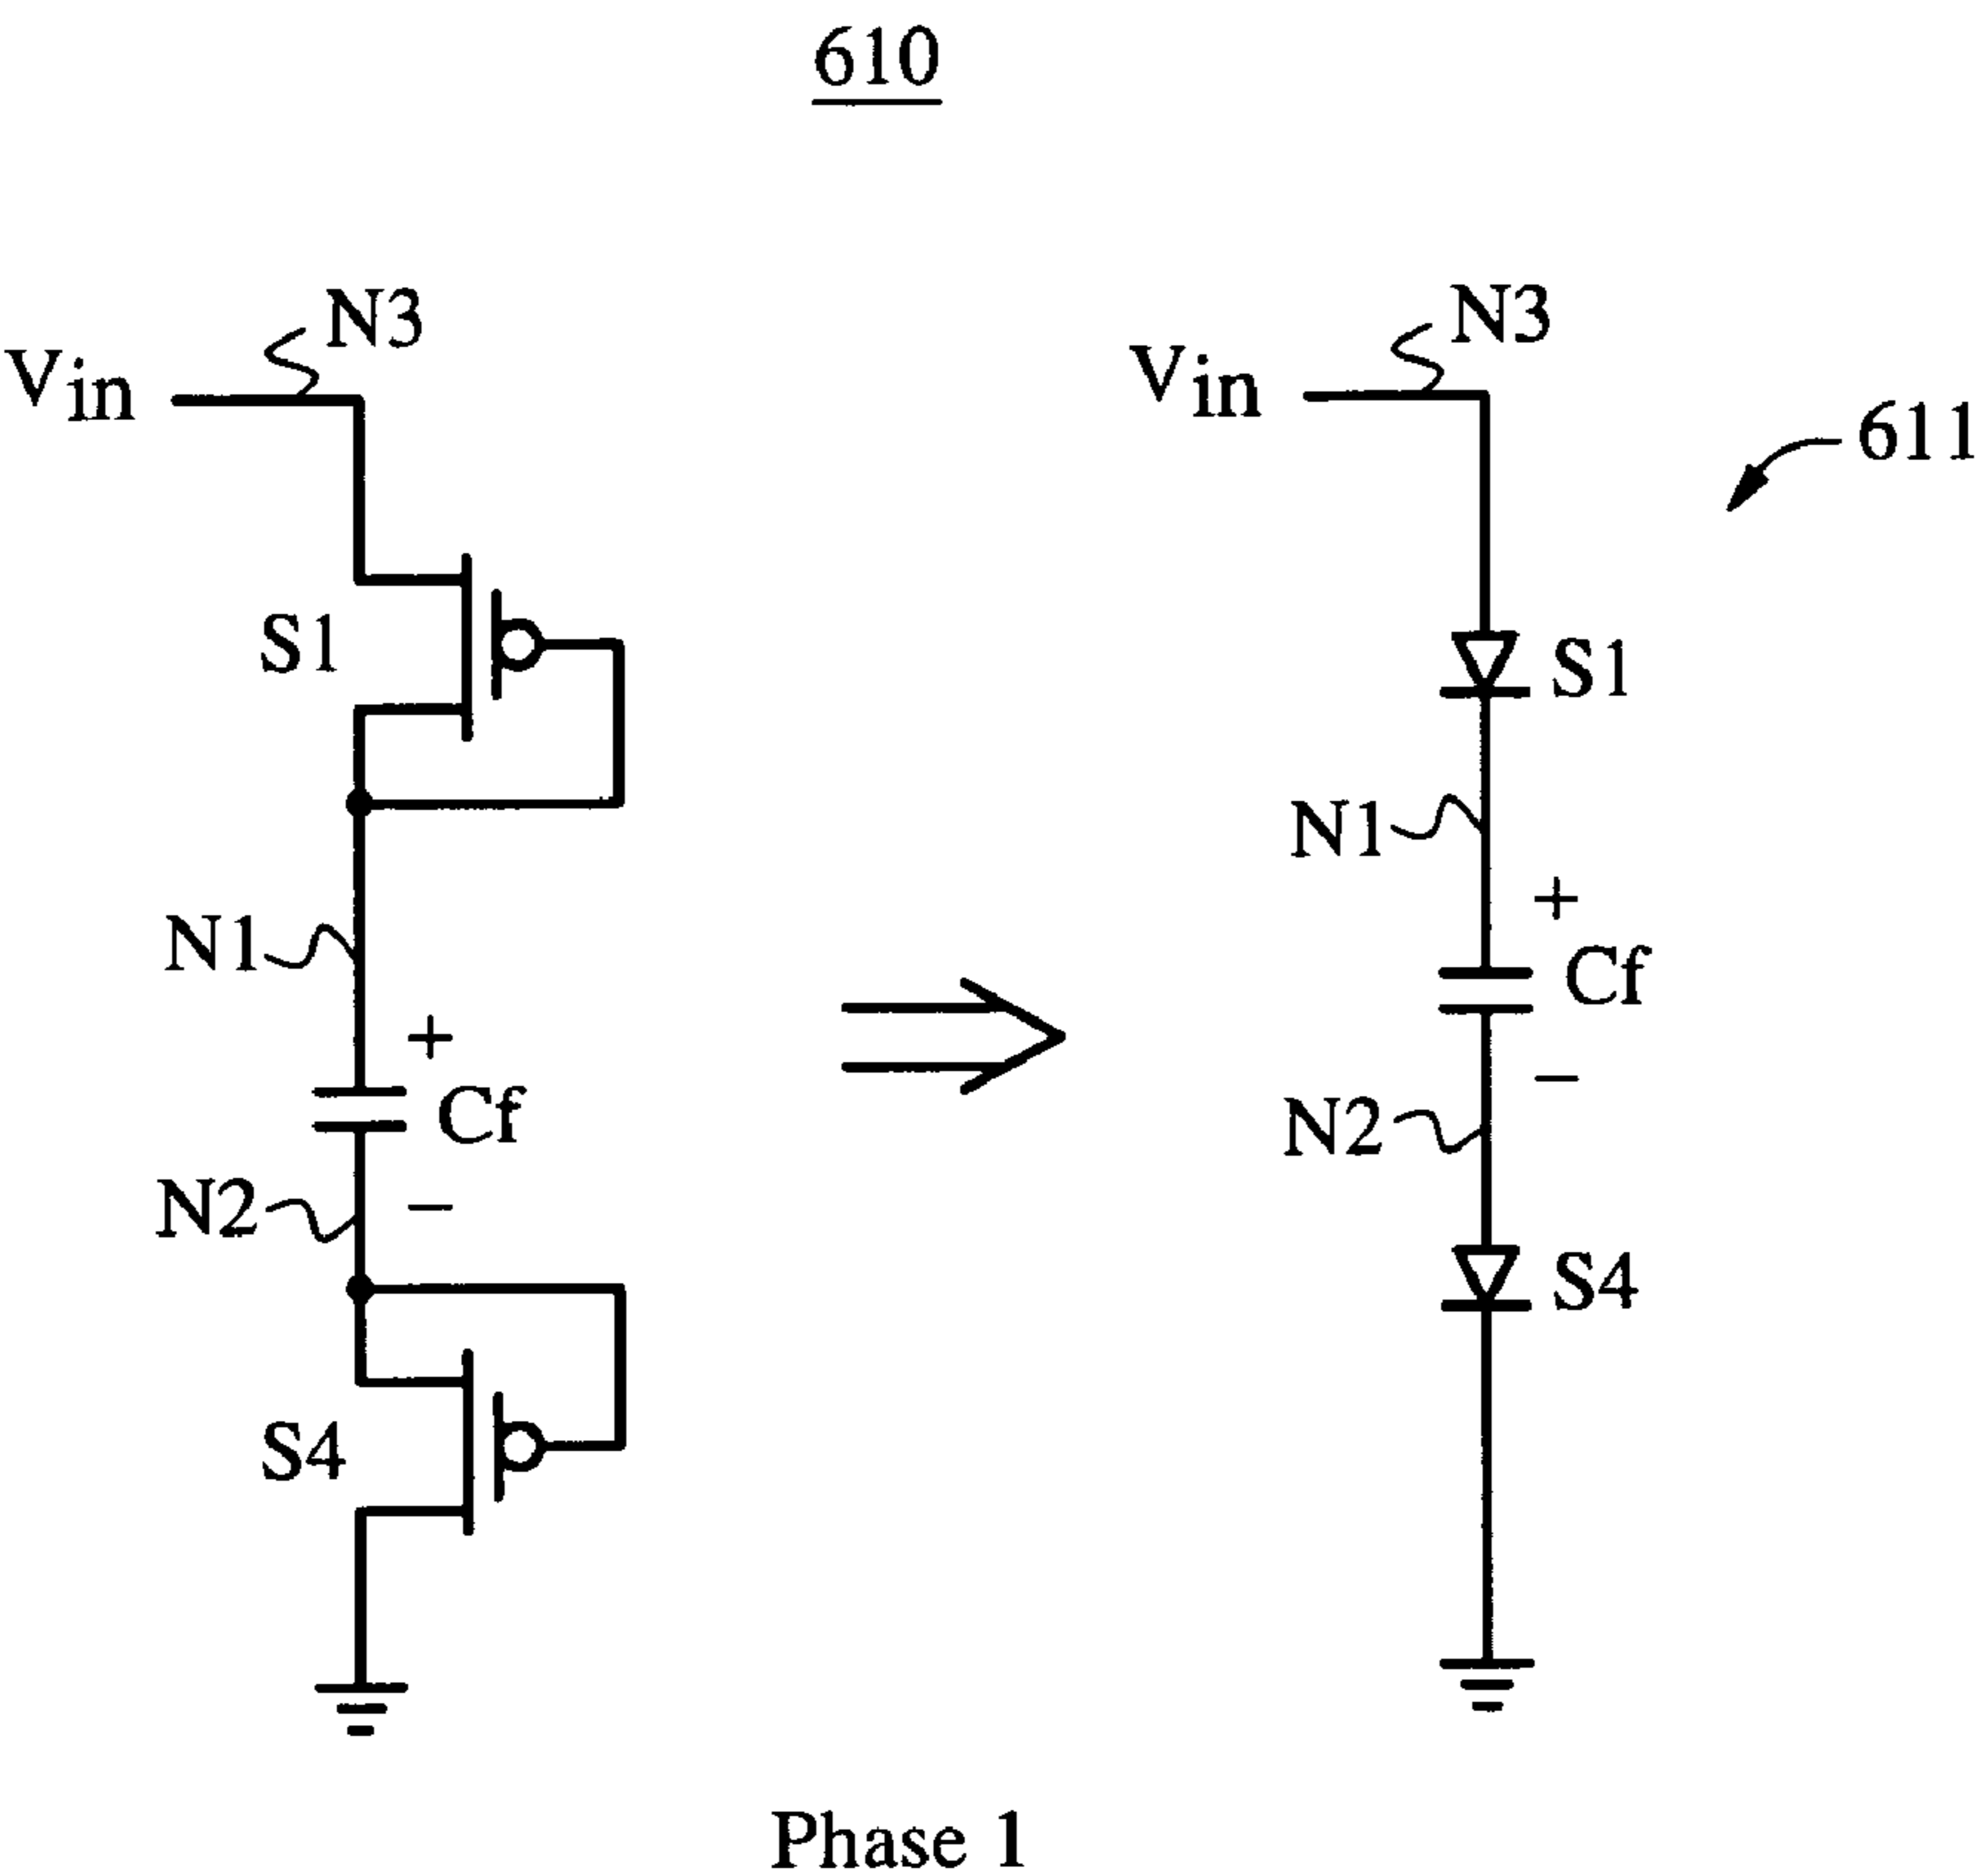 610
N3
Vin
S1
N1
+
Cf
−
N2
S4
N3
Vin
611
S1
N1
+
Cf
−
N2
S4
Phase 1